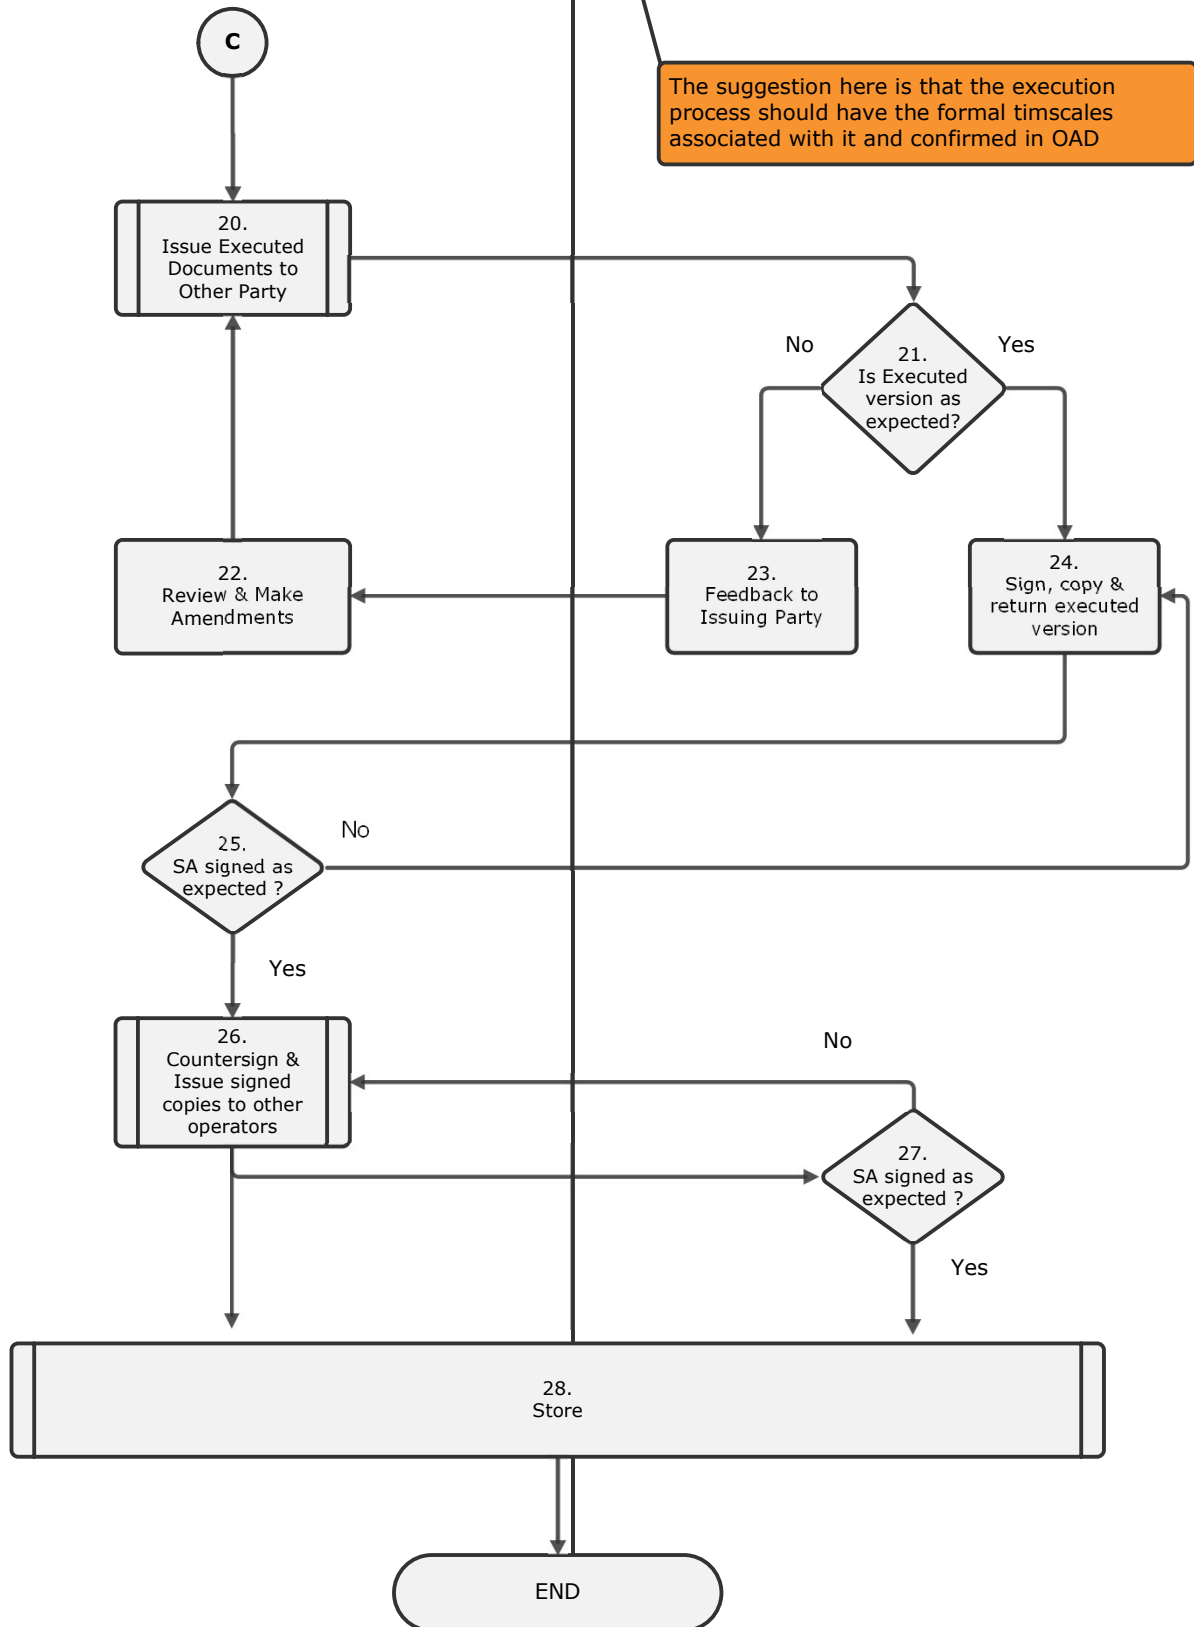 C
The suggestion here is that the execution
process should have the formal timscales
associated with it and confirmed in OAD
20.
Issue Executed
Documents to
Other Party
No
Yes
21.
Is Executed
version as
expected?
22.
Review & Make
Amendments
23.
Feedback to
Issuing Party
24.
Sign, copy &
return executed
version
25.
SA signed as
expected ?
No
Yes
26.
Countersign &
Issue signed
copies to other
operators
No
27.
SA signed as
expected ?
Yes
28.
Store
END